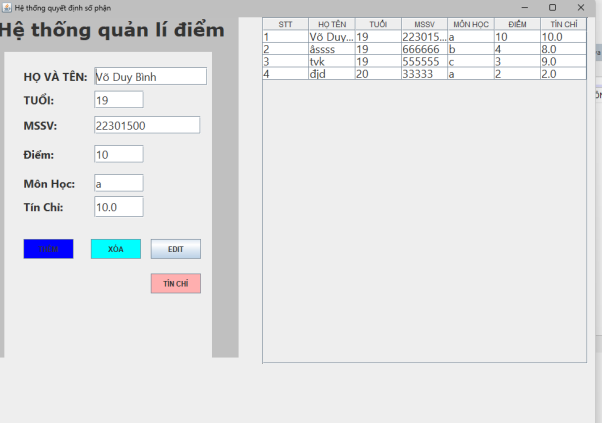 Hệ thống quyết định số phận
Hệ thống quản lí điểm
HỌ VÀ TÊN: Võ Duy Bình
TUỔI: 19
MSSV: 22301500
Điểm: 10
Môn Học: a
Tín Chỉ: 10.0
THÊM XÓA EDIT
TÍN CHỈ
STT HỌ TÊN TUỔI MSSV MÔN HỌC ĐIỂM TÍN CHỈ
1 Võ Duy... 19 223015... a 10 10.0
2 âssss 19 666666 b 4 8.0
3 tvk 19 555555 c 3 9.0
4 djd 20 33333 a 2 2.0